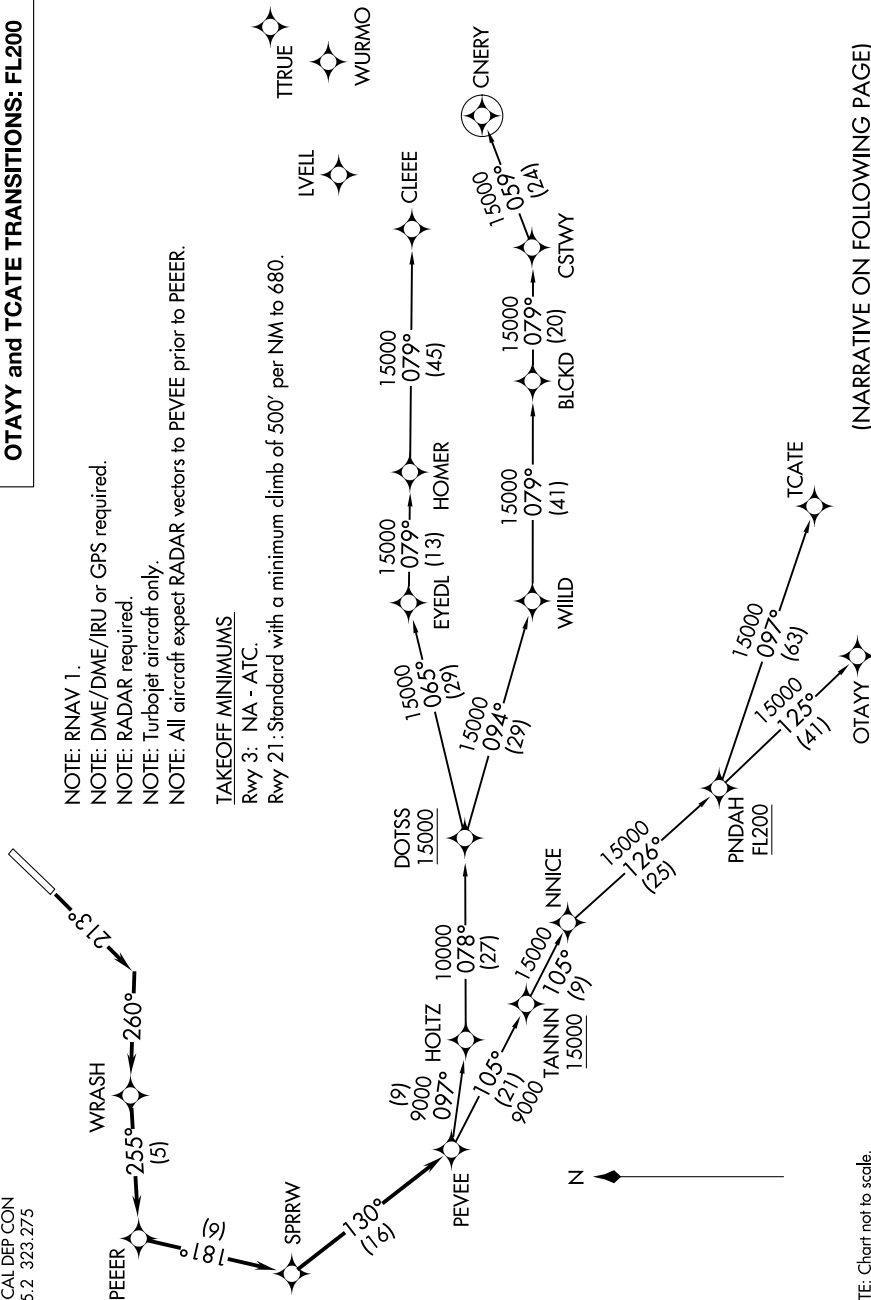 OTAYY and TCATE TRANSITIONS: FL200
CAL DEP CON
5.2 323.275
NOTE: RNAV 1.
NOTE: DME/DME/IRU or GPS required.
NOTE: RADAR required.
NOTE: Turbojet aircraft only.
NOTE: All aircraft expect RADAR vectors to PEVEE prior to PEEER.
TAKEOFF MINIMUMS
Rwy 3: NA - ATC.
Rwy 21: Standard with a minimum climb of 500' per NM to 680.
213°
260°
WRASH
255°
(5)
PEEER
181°
(6)
SPRRW
130°
(16)
PEVEE
(9)
9000
097°
HOLTZ
10000
078°
(27)
DOTSS
15000
15000
065°
(29)
EYEDL
15000
079°
(13)
HOMER
15000
079°
(45)
CLEEE
LVELL
TTRUE
WURMO
15000
094°
(29)
WIILD
15000
079°
(41)
BLCKD
15000
079°
(20)
CSTWY
15000
059°
(24)
CNERY
105°
(21)
9000
TANNN
15000
15000
105°
(9)
NNICE
15000
126°
(25)
PNDAH
FL200
15000
097°
(63)
TCATE
15000
125°
(41)
OTAYY
N
TE: Chart not to scale.
(NARRATIVE ON FOLLOWING PAGE)